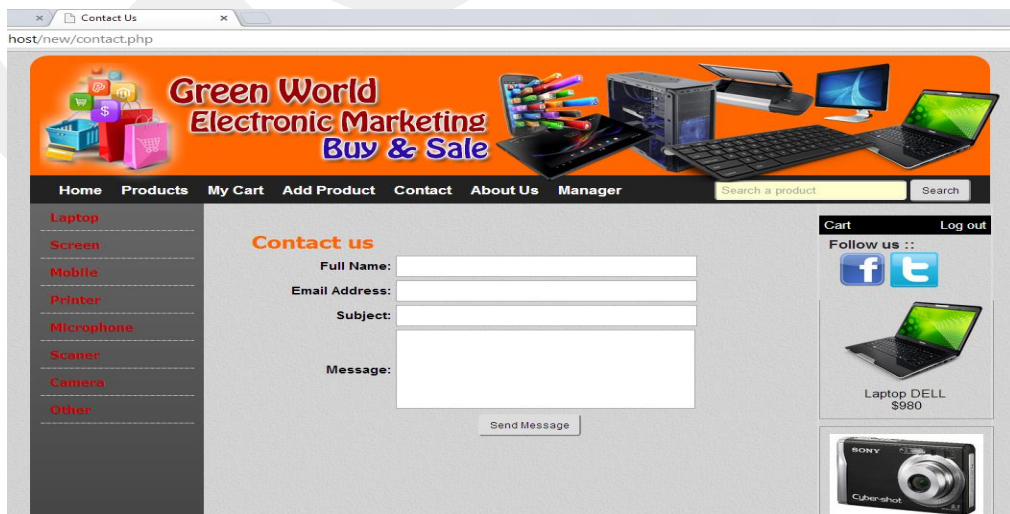 Contact Us
host/new/contact.php
Green World
Electronic Marketing
Buy & Sale
Home Products My Cart Add Product Contact About Us Manager Search a product Search
Laptop
Screen
Mobile
Printer
Microphone
Scaner
Camera
Other
Contact us
Full Name:
Email Address:
Subject:
Message:
Send Message
Cart Log out
Follow us ::
Laptop DELL
$980
SONY
Cyber-shot